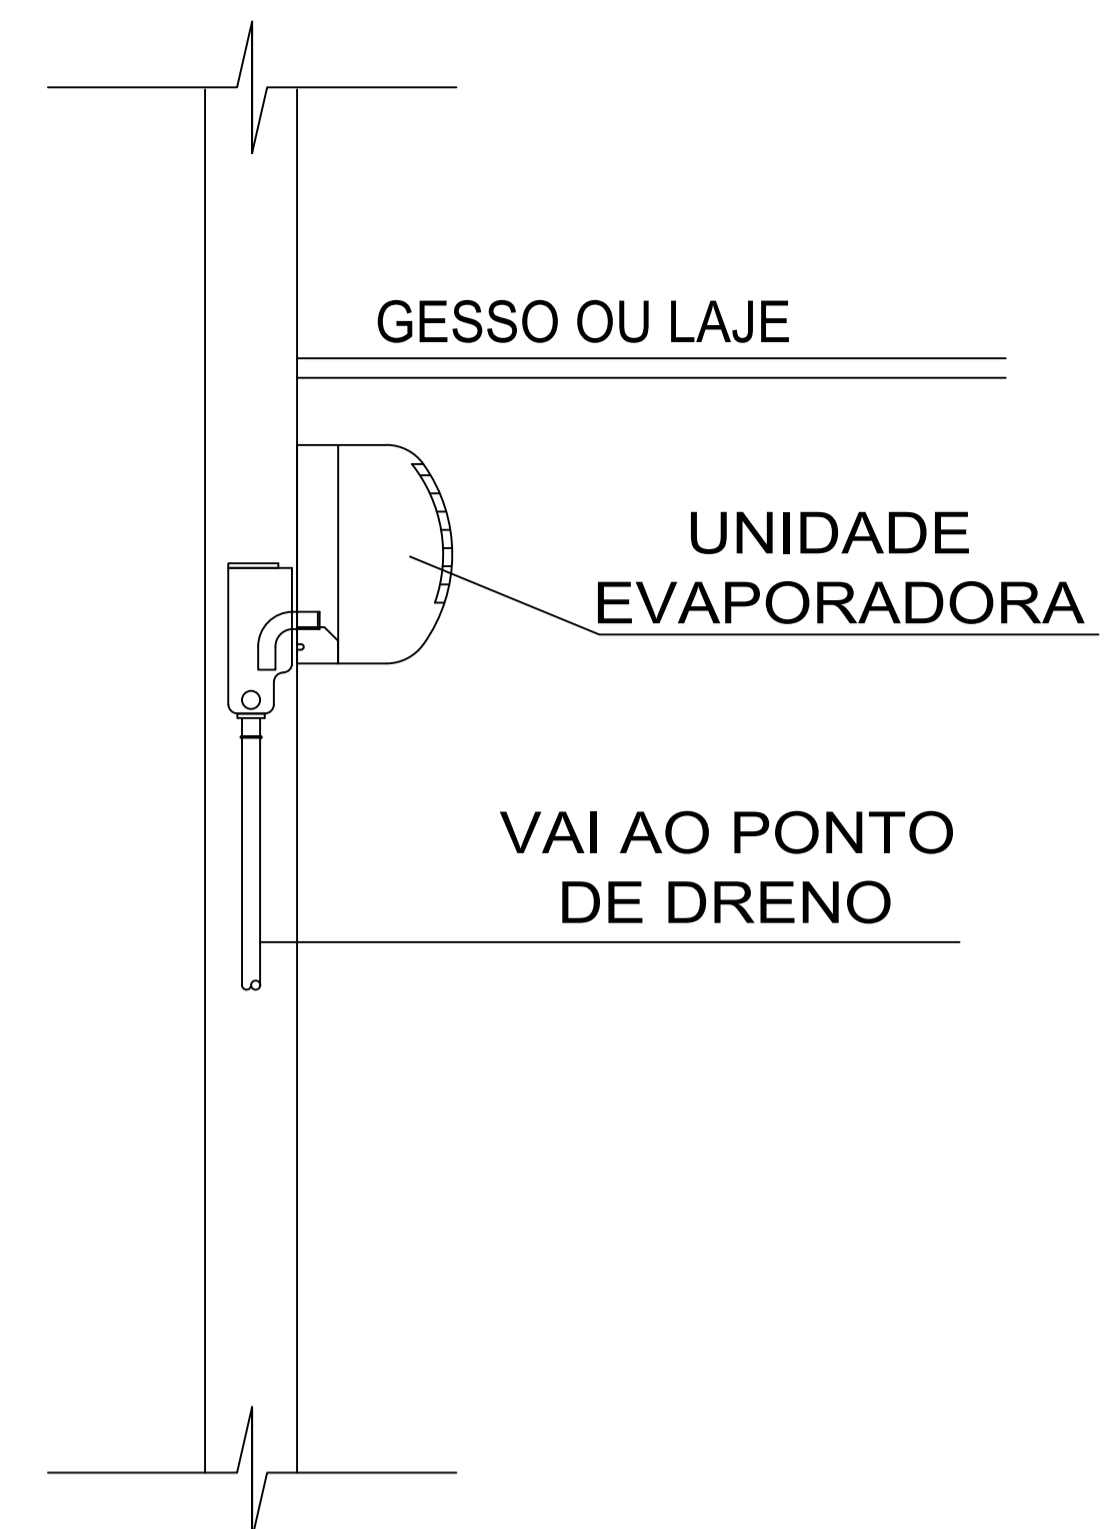 GESSO OU LAJE
UNIDADE
EVAPORADORA
VAI AO PONTO
DE DRENO